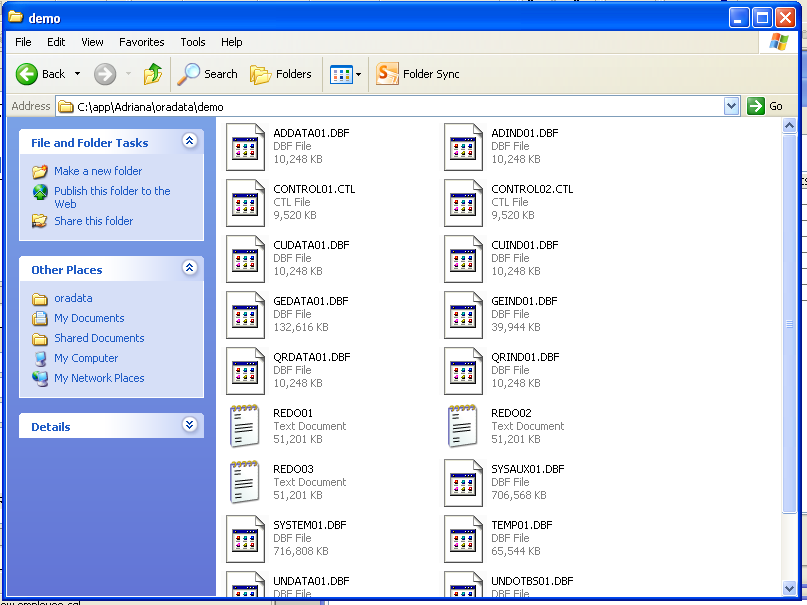 demo
File Edit View Favorites Tools Help
Back Search Folders Folder Sync
Address C:\app\Adriana\oradata\demo Go
File and Folder Tasks
Make a new folder
Publish this folder to the
Web
Share this folder
Other Places
oradata
My Documents
Shared Documents
My Computer
My Network Places
Details
ADDATA01.DBF
DBF File
10,248 KB
ADIND01.DBF
DBF File
10,248 KB
CONTROL01.CTL
CTL File
9,520 KB
CONTROL02.CTL
CTL File
9,520 KB
CUDATA01.DBF
DBF File
10,248 KB
CUIND01.DBF
DBF File
10,248 KB
GEDATA01.DBF
DBF File
132,616 KB
GEIND01.DBF
DBF File
39,944 KB
QRDATA01.DBF
DBF File
10,248 KB
QRIND01.DBF
DBF File
10,248 KB
REDO01
Text Document
51,201 KB
REDO02
Text Document
51,201 KB
REDO03
Text Document
51,201 KB
SYSAUX01.DBF
DBF File
706,568 KB
SYSTEM01.DBF
DBF File
716,808 KB
TEMP01.DBF
DBF File
65,544 KB
UNDATA01.DBF
DBF File
UNDOTBS01.DBF
DBF File